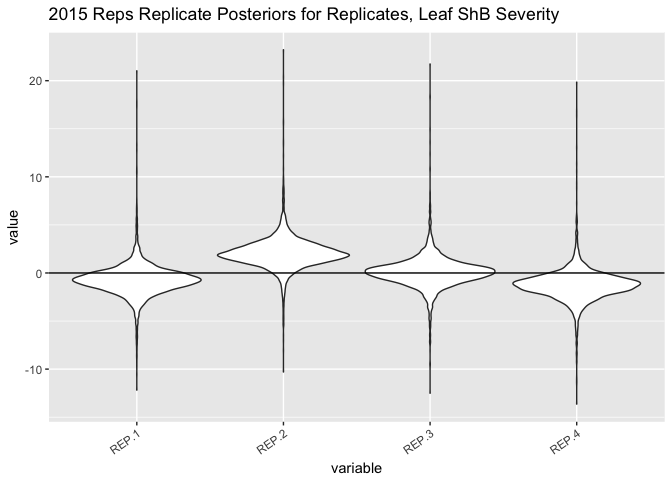 2015 Reps Replicate Posteriors for Replicates, Leaf ShB Severity
20
10
0
-10
value
REP.1
REP.2
REP.3
REP.4
variable